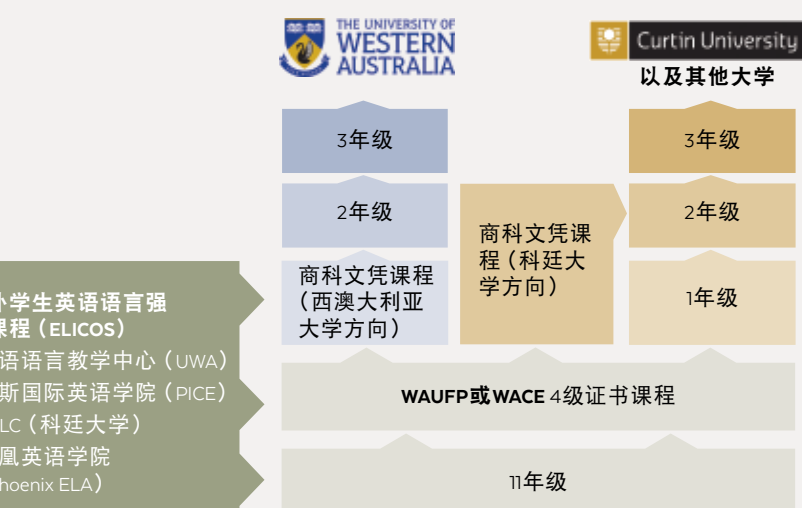 THE UNIVERSITY OF
WESTERN
AUSTRALIA
Curtin University
以及其他大学
3年级
3年级
2年级
2年级
商科文凭课
程（科廷大
学方向）
商科文凭课程
（西澳大利亚
大学方向）
1年级
学生英语语言强
课程（ELICOS）
语语言教学中心（UWA）
斯国际英语学院（PICE）
LC（科廷大学）
凰英语学院
hoenix ELA）
WAUFP或WACE 4级证书课程
11年级